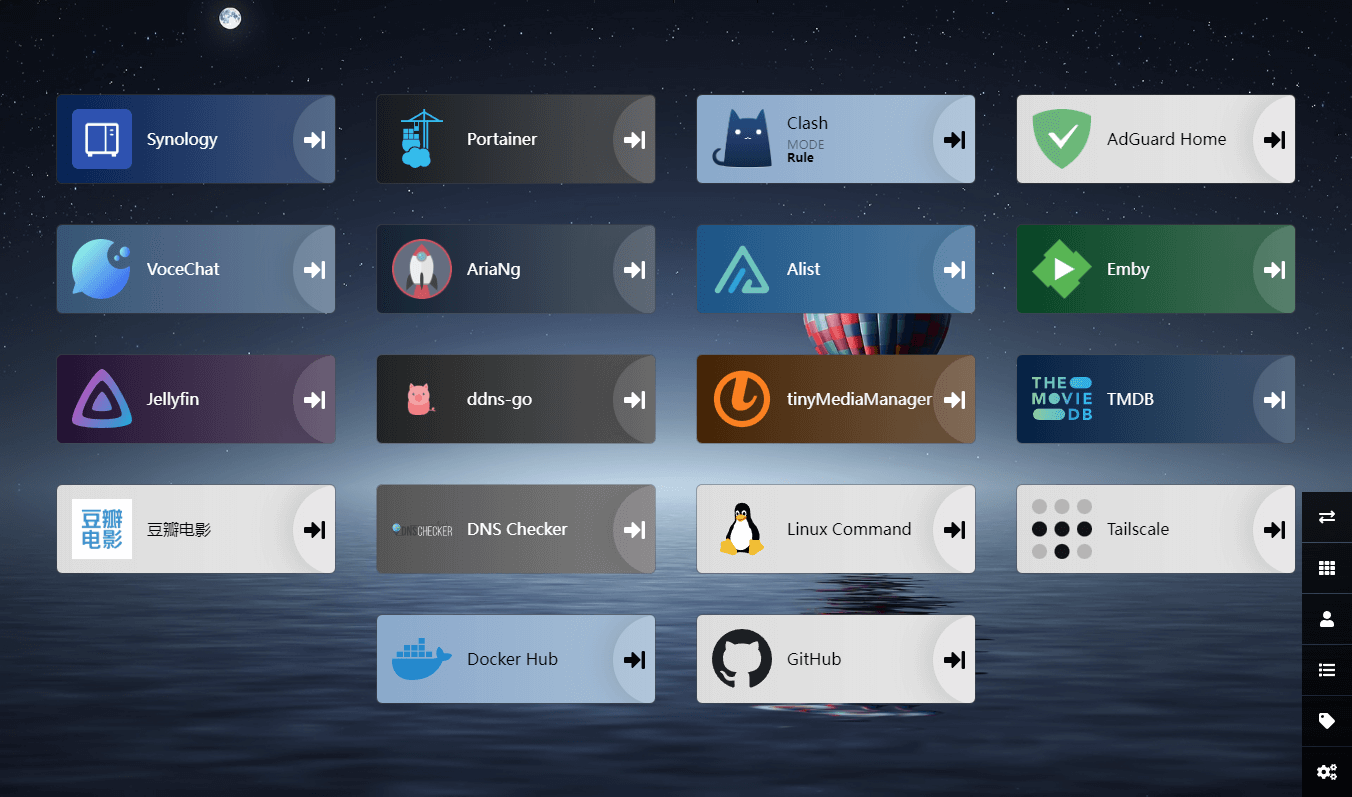 Synology
Portainer
Clash
MODE
Rule
AdGuard Home
VoceChat
AriaNg
Alist
Emby
Jellyfin
ddns-go
tinyMediaManager
THE
MOVIE
DB
TMDB
豆瓣
电影
豆瓣电影
DNS CHECKER
DNS Checker
Linux Command
Tailscale
Docker Hub
GitHub